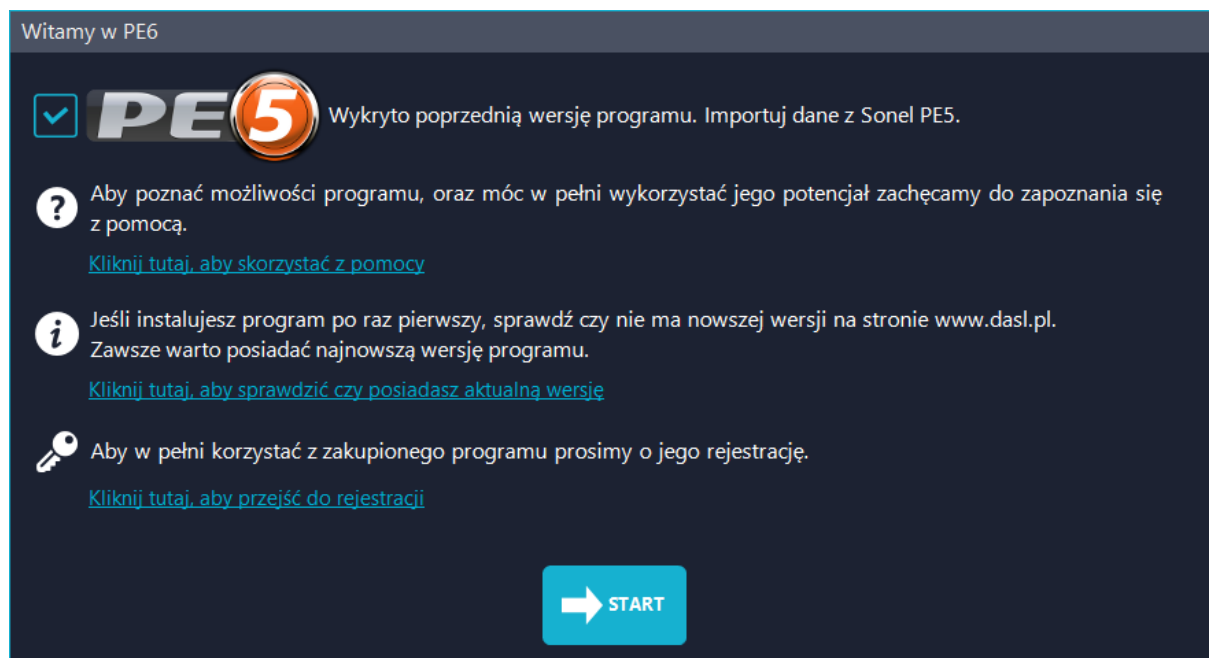 Witamy w PE6
PE5 Wykryto poprzednią wersję programu. Importuj dane z Sonel PE5.
Aby poznać możliwości programu, oraz móc w pełni wykorzystać jego potencjał zachęcamy do zapoznania się
z pomocą.
Kliknij tutaj, aby skorzystać z pomocy
Jeśli instalujesz program po raz pierwszy, sprawdź czy nie ma nowszej wersji na stronie www.dasl.pl.
Zawsze warto posiadać najnowszą wersję programu.
Kliknij tutaj, aby sprawdzić czy posiadasz aktualną wersję
Aby w pełni korzystać z zakupionego programu prosimy o jego rejestrację.
Kliknij tutaj, aby przejść do rejestracji
START